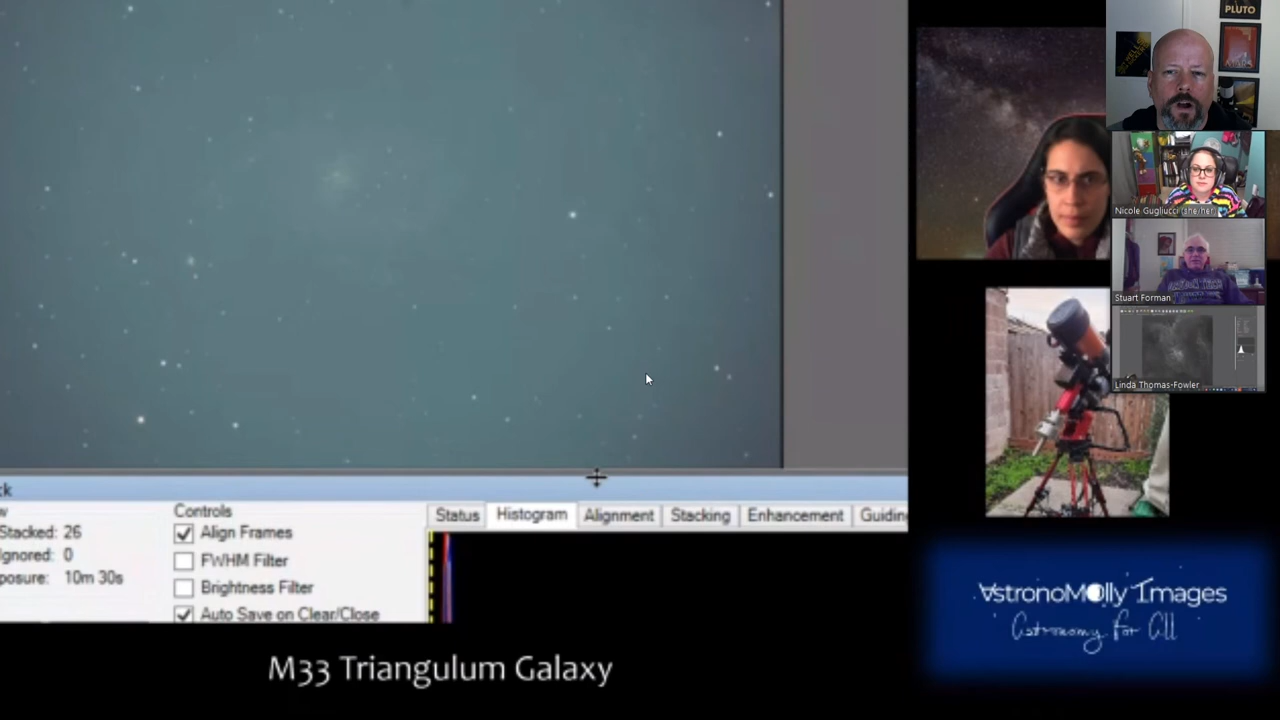 PLUTO
Nicole Gugliucci (she/her)
Stuart Forman
Linda Thomas-Fowler
ck
w
Controls
Status
Histogram
Alignment
Stacking
Enhancement
Guidin
Stacked: 26
Align Frames
gnored: 0
FWHM Filter
posure: 10m 30s
Brightness Filter
Auto Save on Clear/Close
AstronoMolly Images
Astronomy for All
M33 Triangulum Galaxy